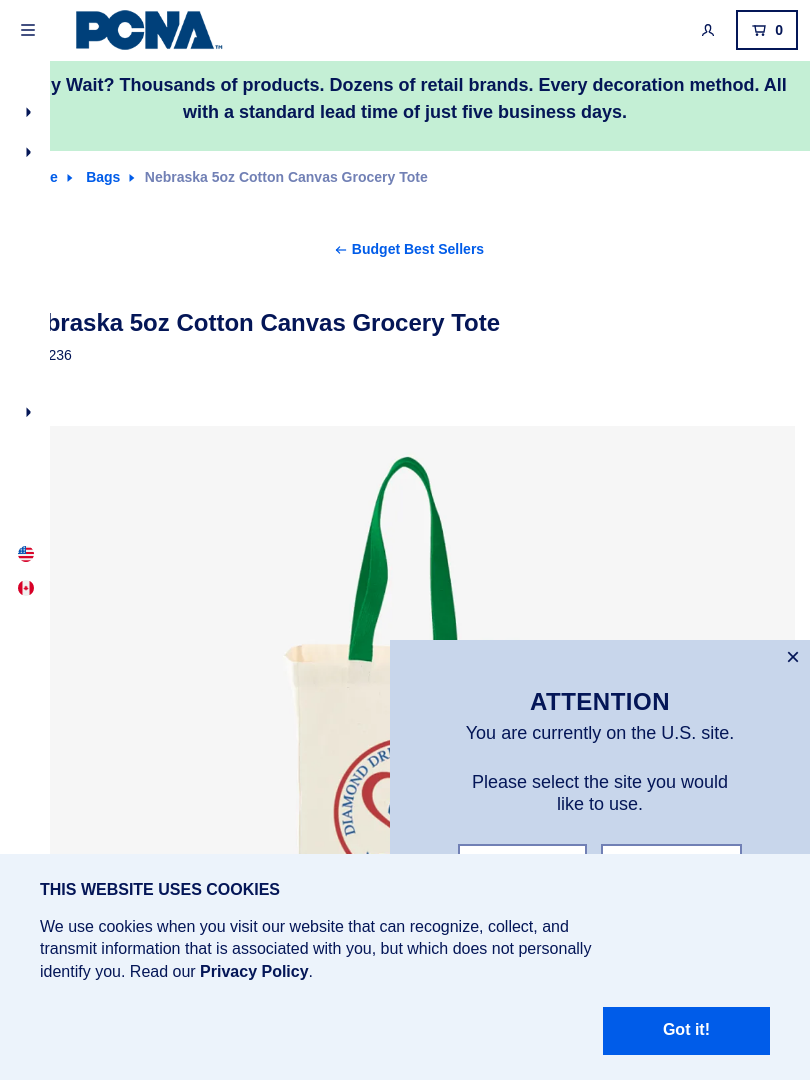 PCNA™
0
y Wait? Thousands of products. Dozens of retail brands. Every decoration method. All
with a standard lead time of just five business days.
e Bags Nebraska 5oz Cotton Canvas Grocery Tote
Budget Best Sellers
braska 5oz Cotton Canvas Grocery Tote
236
ATTENTION
You are currently on the U.S. site.
Please select the site you would
like to use.
DIAMOND DRE
THIS WEBSITE USES COOKIES
We use cookies when you visit our website that can recognize, collect, and
transmit information that is associated with you, but which does not personally
identify you. Read our Privacy Policy.
Got it!